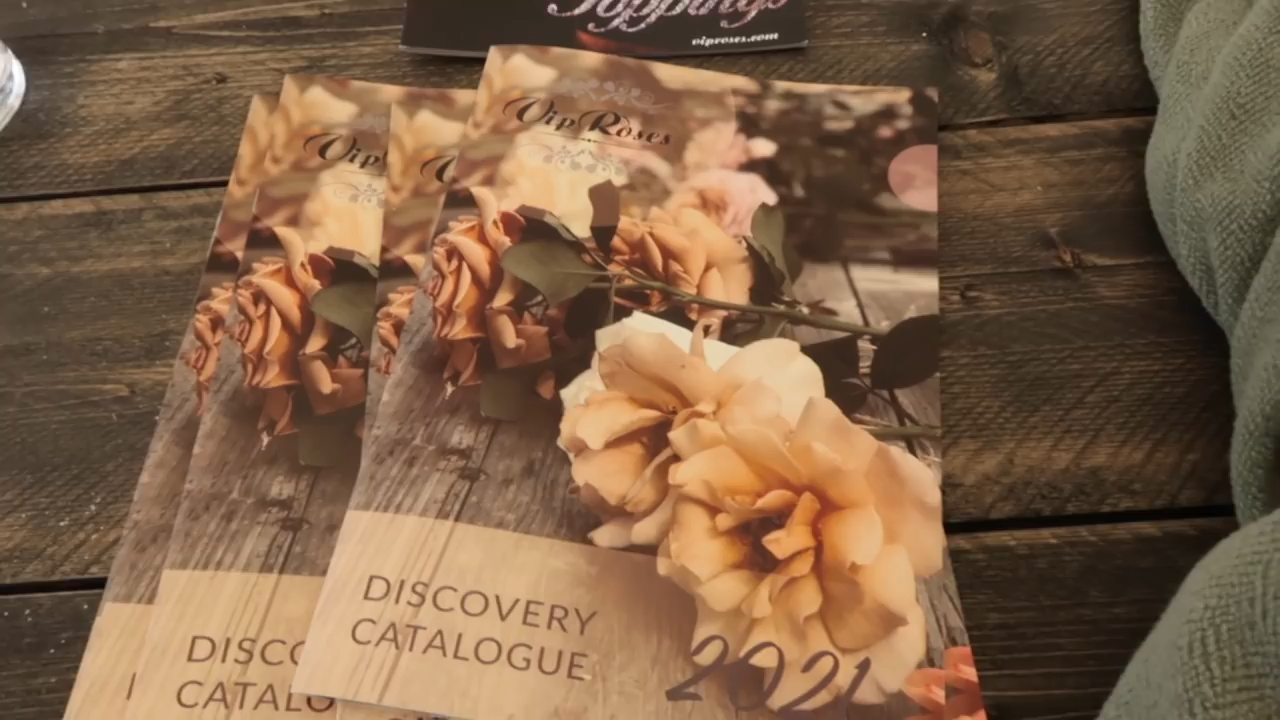 Toppings
viproses.com
Vip Roses
Vip
DISCOVERY
CATALOGUE
2021
DISCO
CATALO